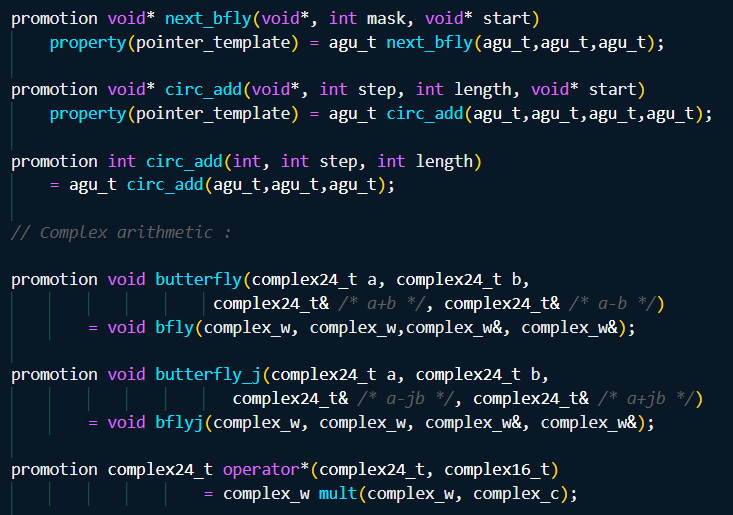 promotion void* next_bfly(void*, int mask, void* start)
    property(pointer_template) = agu_t next_bfly(agu_t,agu_t,agu_t);
promotion void* circ_add(void*, int step, int length, void* start)
    property(pointer_template) = agu_t circ_add(agu_t,agu_t,agu_t,agu_t);
promotion int circ_add(int, int step, int length)
    = agu_t circ_add(agu_t,agu_t,agu_t);
// Complex arithmetic :
promotion void butterfly(complex24_t a, complex24_t b,
                     complex24_t& /* a+b */, complex24_t& /* a-b */)
        = void bfly(complex_w, complex_w,complex_w&, complex_w&);
promotion void butterfly_j(complex24_t a, complex24_t b,
                       complex24_t& /* a-jb */, complex24_t& /* a+jb */)
        = void bflyj(complex_w, complex_w, complex_w&, complex_w&);
promotion complex24_t operator*(complex24_t, complex16_t)
                    = complex_w mult(complex_w, complex_c);